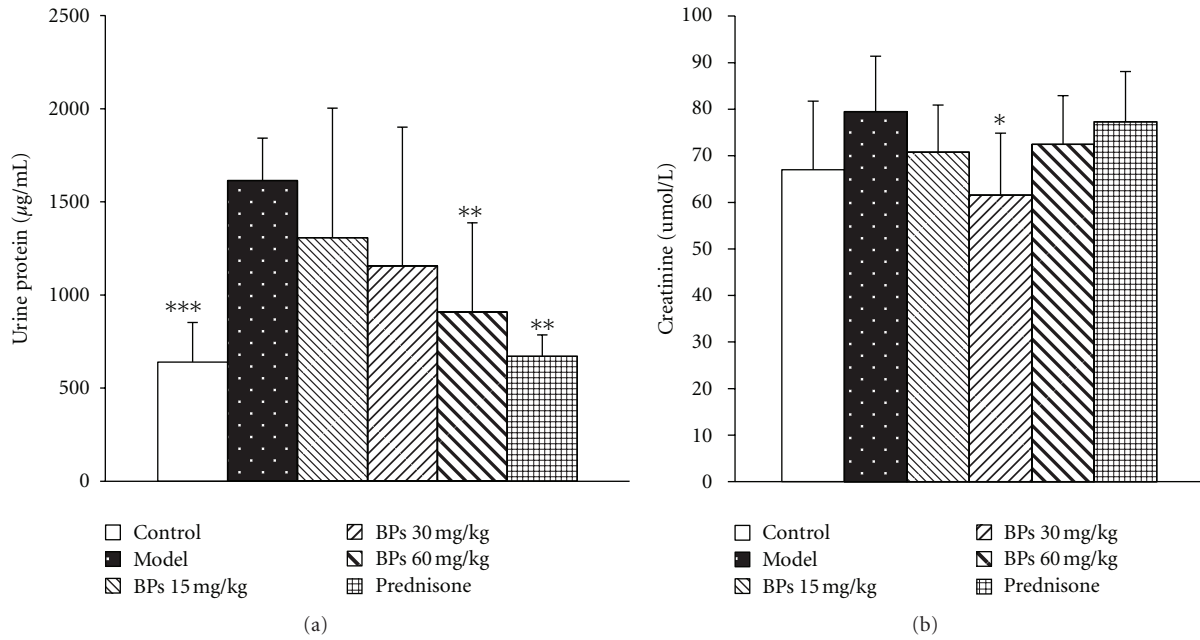 2500
2000
1500
1000
500
0
Urine protein (μg/mL)
***
**
**
Control
Model
BPs 15 mg/kg
BPs 30 mg/kg
BPs 60 mg/kg
Prednisone
(a)
100
90
80
70
60
50
40
30
20
10
0
Creatinine (umol/L)
*
Control
Model
BPs 15 mg/kg
BPs 30 mg/kg
BPs 60 mg/kg
Prednisone
(b)